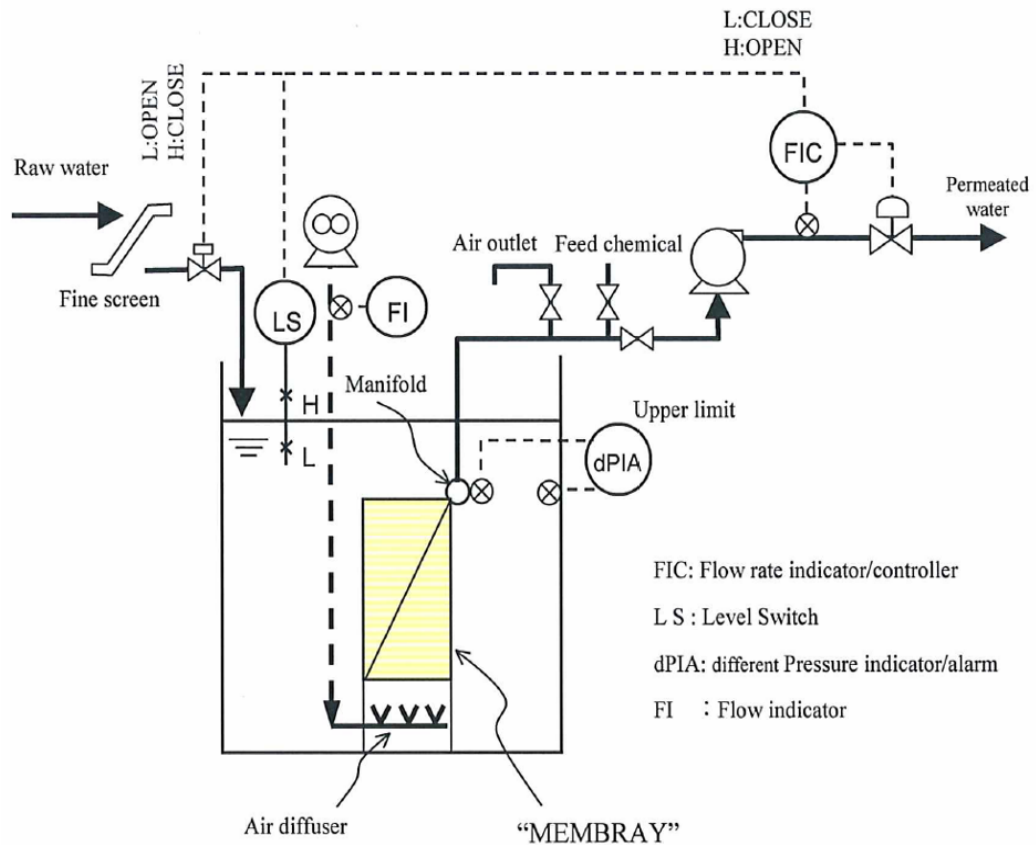 L:CLOSE
H:OPEN
L:OPEN
H:CLOSE
Raw water
FIC
Permeated
water
Air outlet
Feed chemical
Fine screen
LS
FI
Manifold
H
Upper limit
L
dPIA
FIC: Flow rate indicator/controller
L S : Level Switch
dPIA: different Pressure indicator/alarm
FI : Flow indicator
Air diffuser
“MEMBRAY”